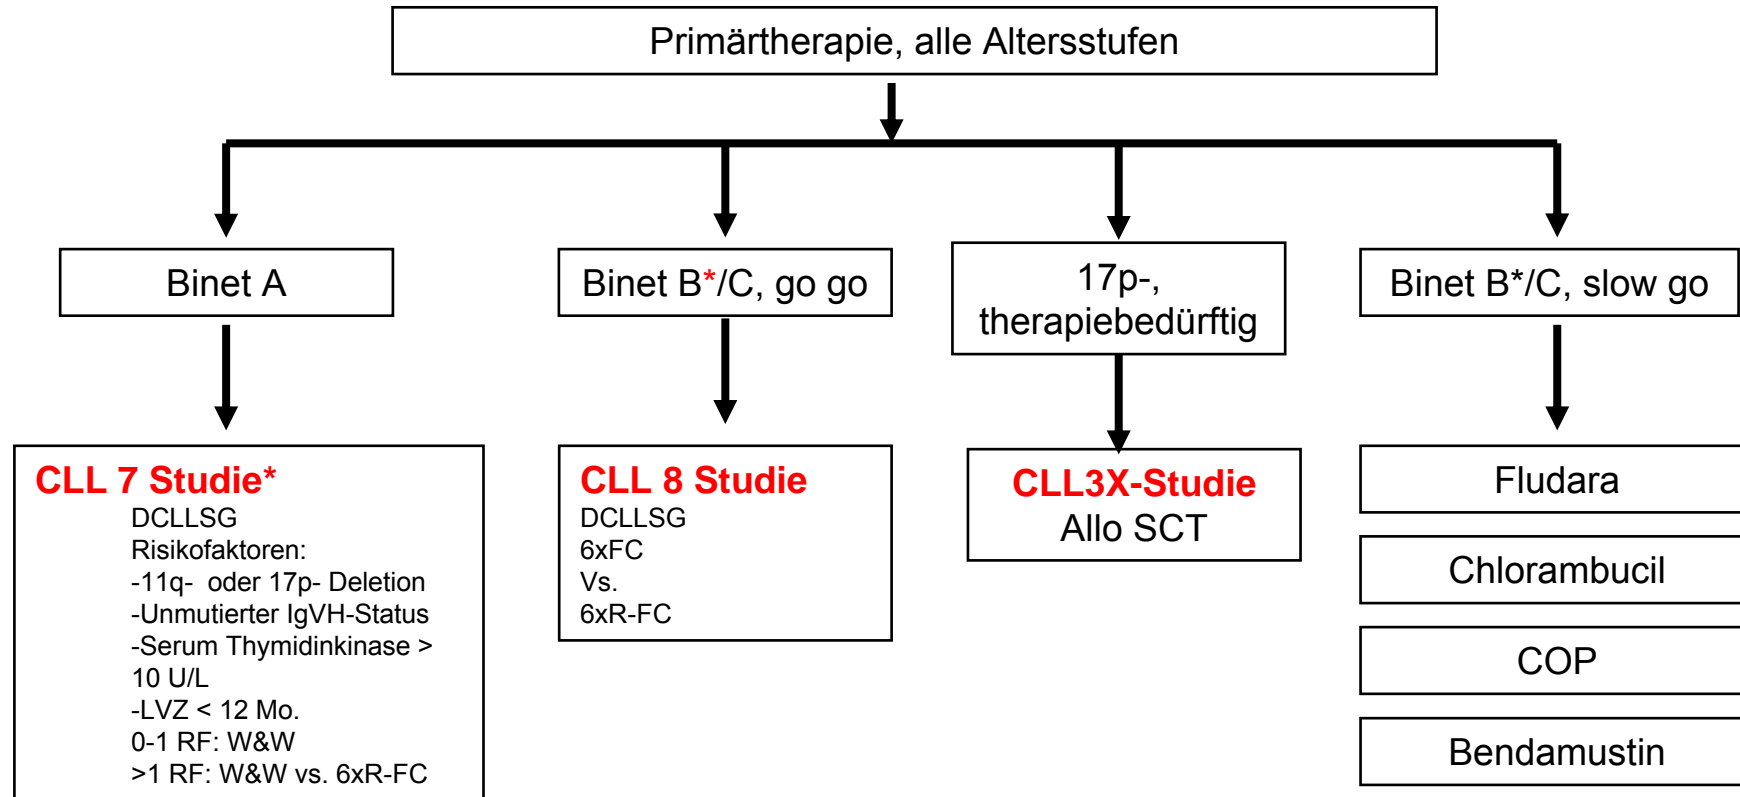 Primärtherapie, alle Altersstufen
Binet A
Binet B*/C, go go
17p-,
therapiebedürftig
Binet B*/C, slow go
CLL 7 Studie*
DCLLSG
Risikofaktoren:
-11q- oder 17p- Deletion
-Unmutierter IgVH-Status
-Serum Thymidinkinase >
10 U/L
-LVZ < 12 Mo.
0-1 RF: W&W
>1 RF: W&W vs. 6xR-FC
CLL 8 Studie
DCLLSG
6xFC
Vs.
6xR-FC
CLL3X-Studie
Allo SCT
Fludara
Chlorambucil
COP
Bendamustin